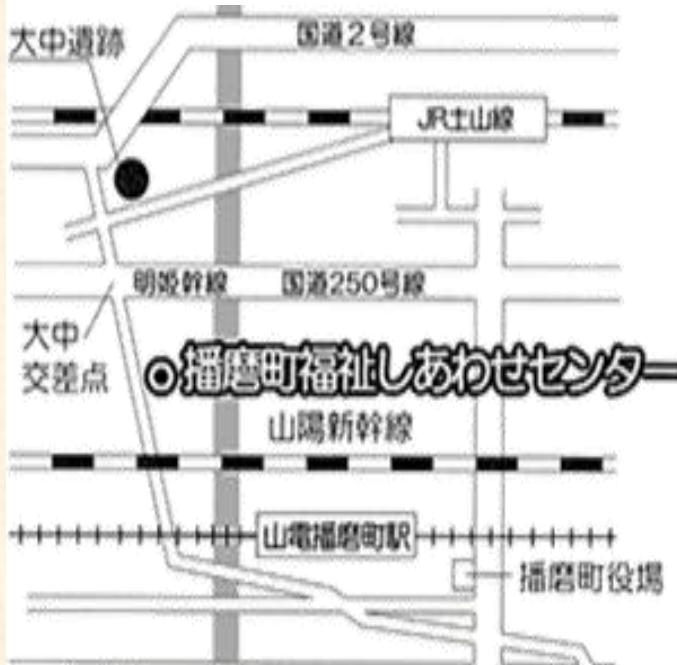 国道2号線
大中遺跡
JR土山線
明姫幹線
国道250号線
大中
交差点
播磨町福祉しあわせセンター
山陽新幹線
山電播磨町駅
播磨町役場